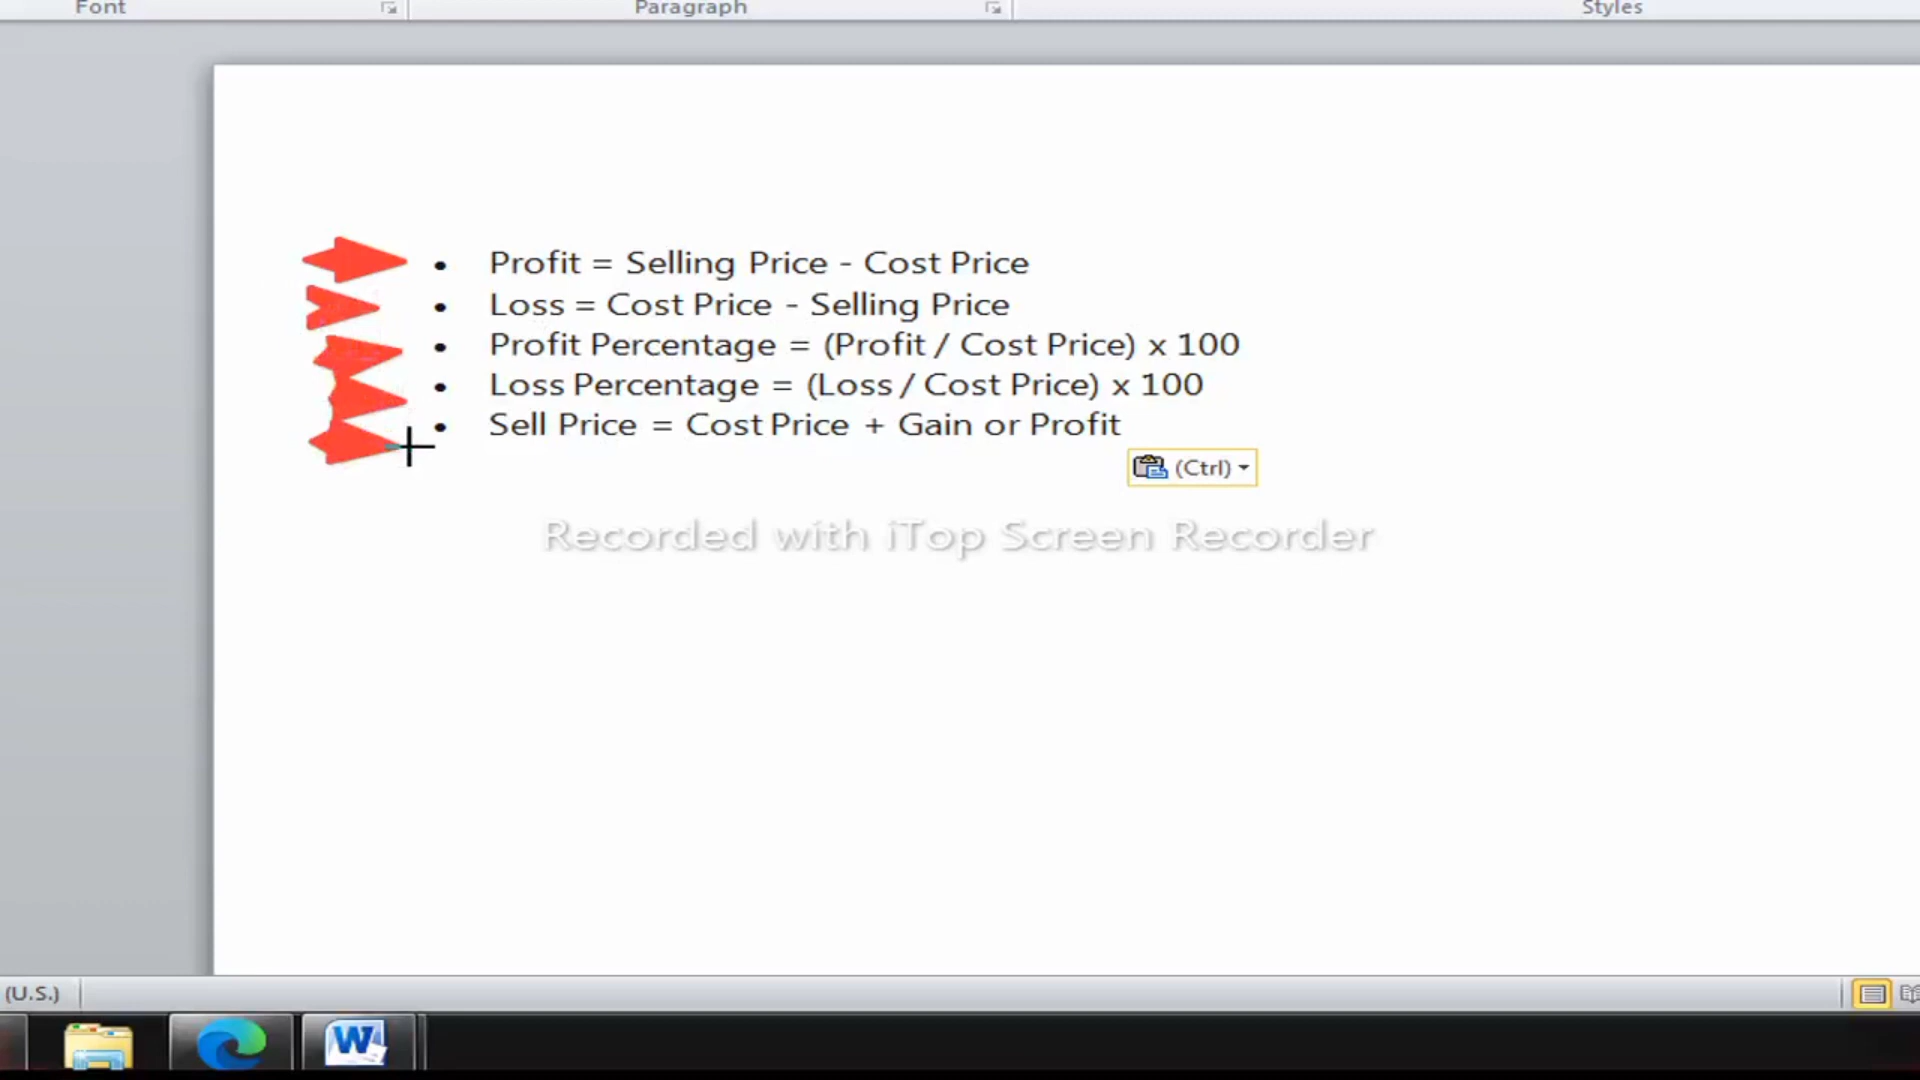 Font Paragraph Styles
• Profit = Selling Price - Cost Price
• Loss = Cost Price - Selling Price
• Profit Percentage = (Profit / Cost Price) x 100
• Loss Percentage = (Loss / Cost Price) x 100
• Sell Price = Cost Price + Gain or Profit
(Ctrl)
Recorded with iTop Screen Recorder
(U.S.)
W